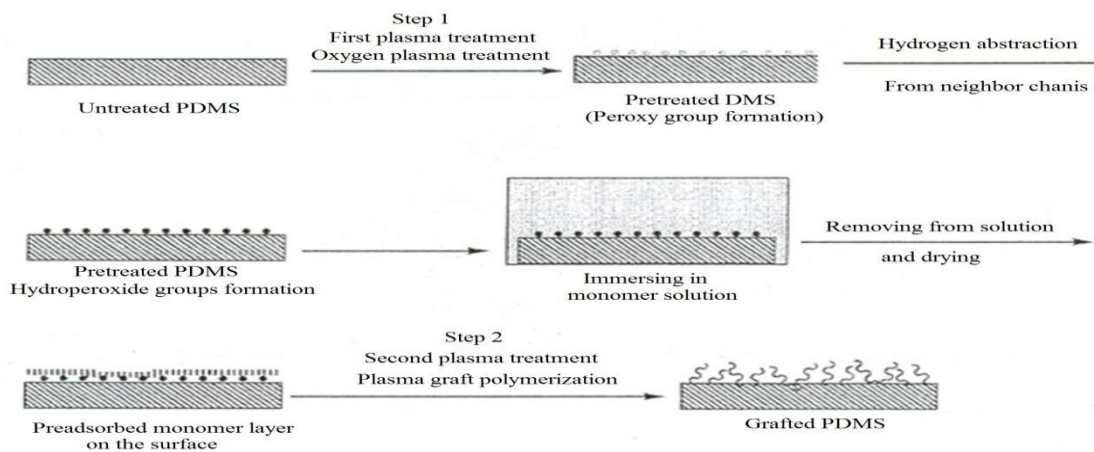 Step 1
First plasma treatment
Oxygen plasma treatment
Hydrogen abstraction
From neighbor chanis
Untreated PDMS
Pretreated DMS
(Peroxy group formation)
Removing from solution
and drying
Pretreated PDMS
Hydroperoxide groups formation
Immersing in
monomer solution
Step 2
Second plasma treatment
Plasma graft polymerization
Preadsorbed monomer layer
on the surface
Grafted PDMS